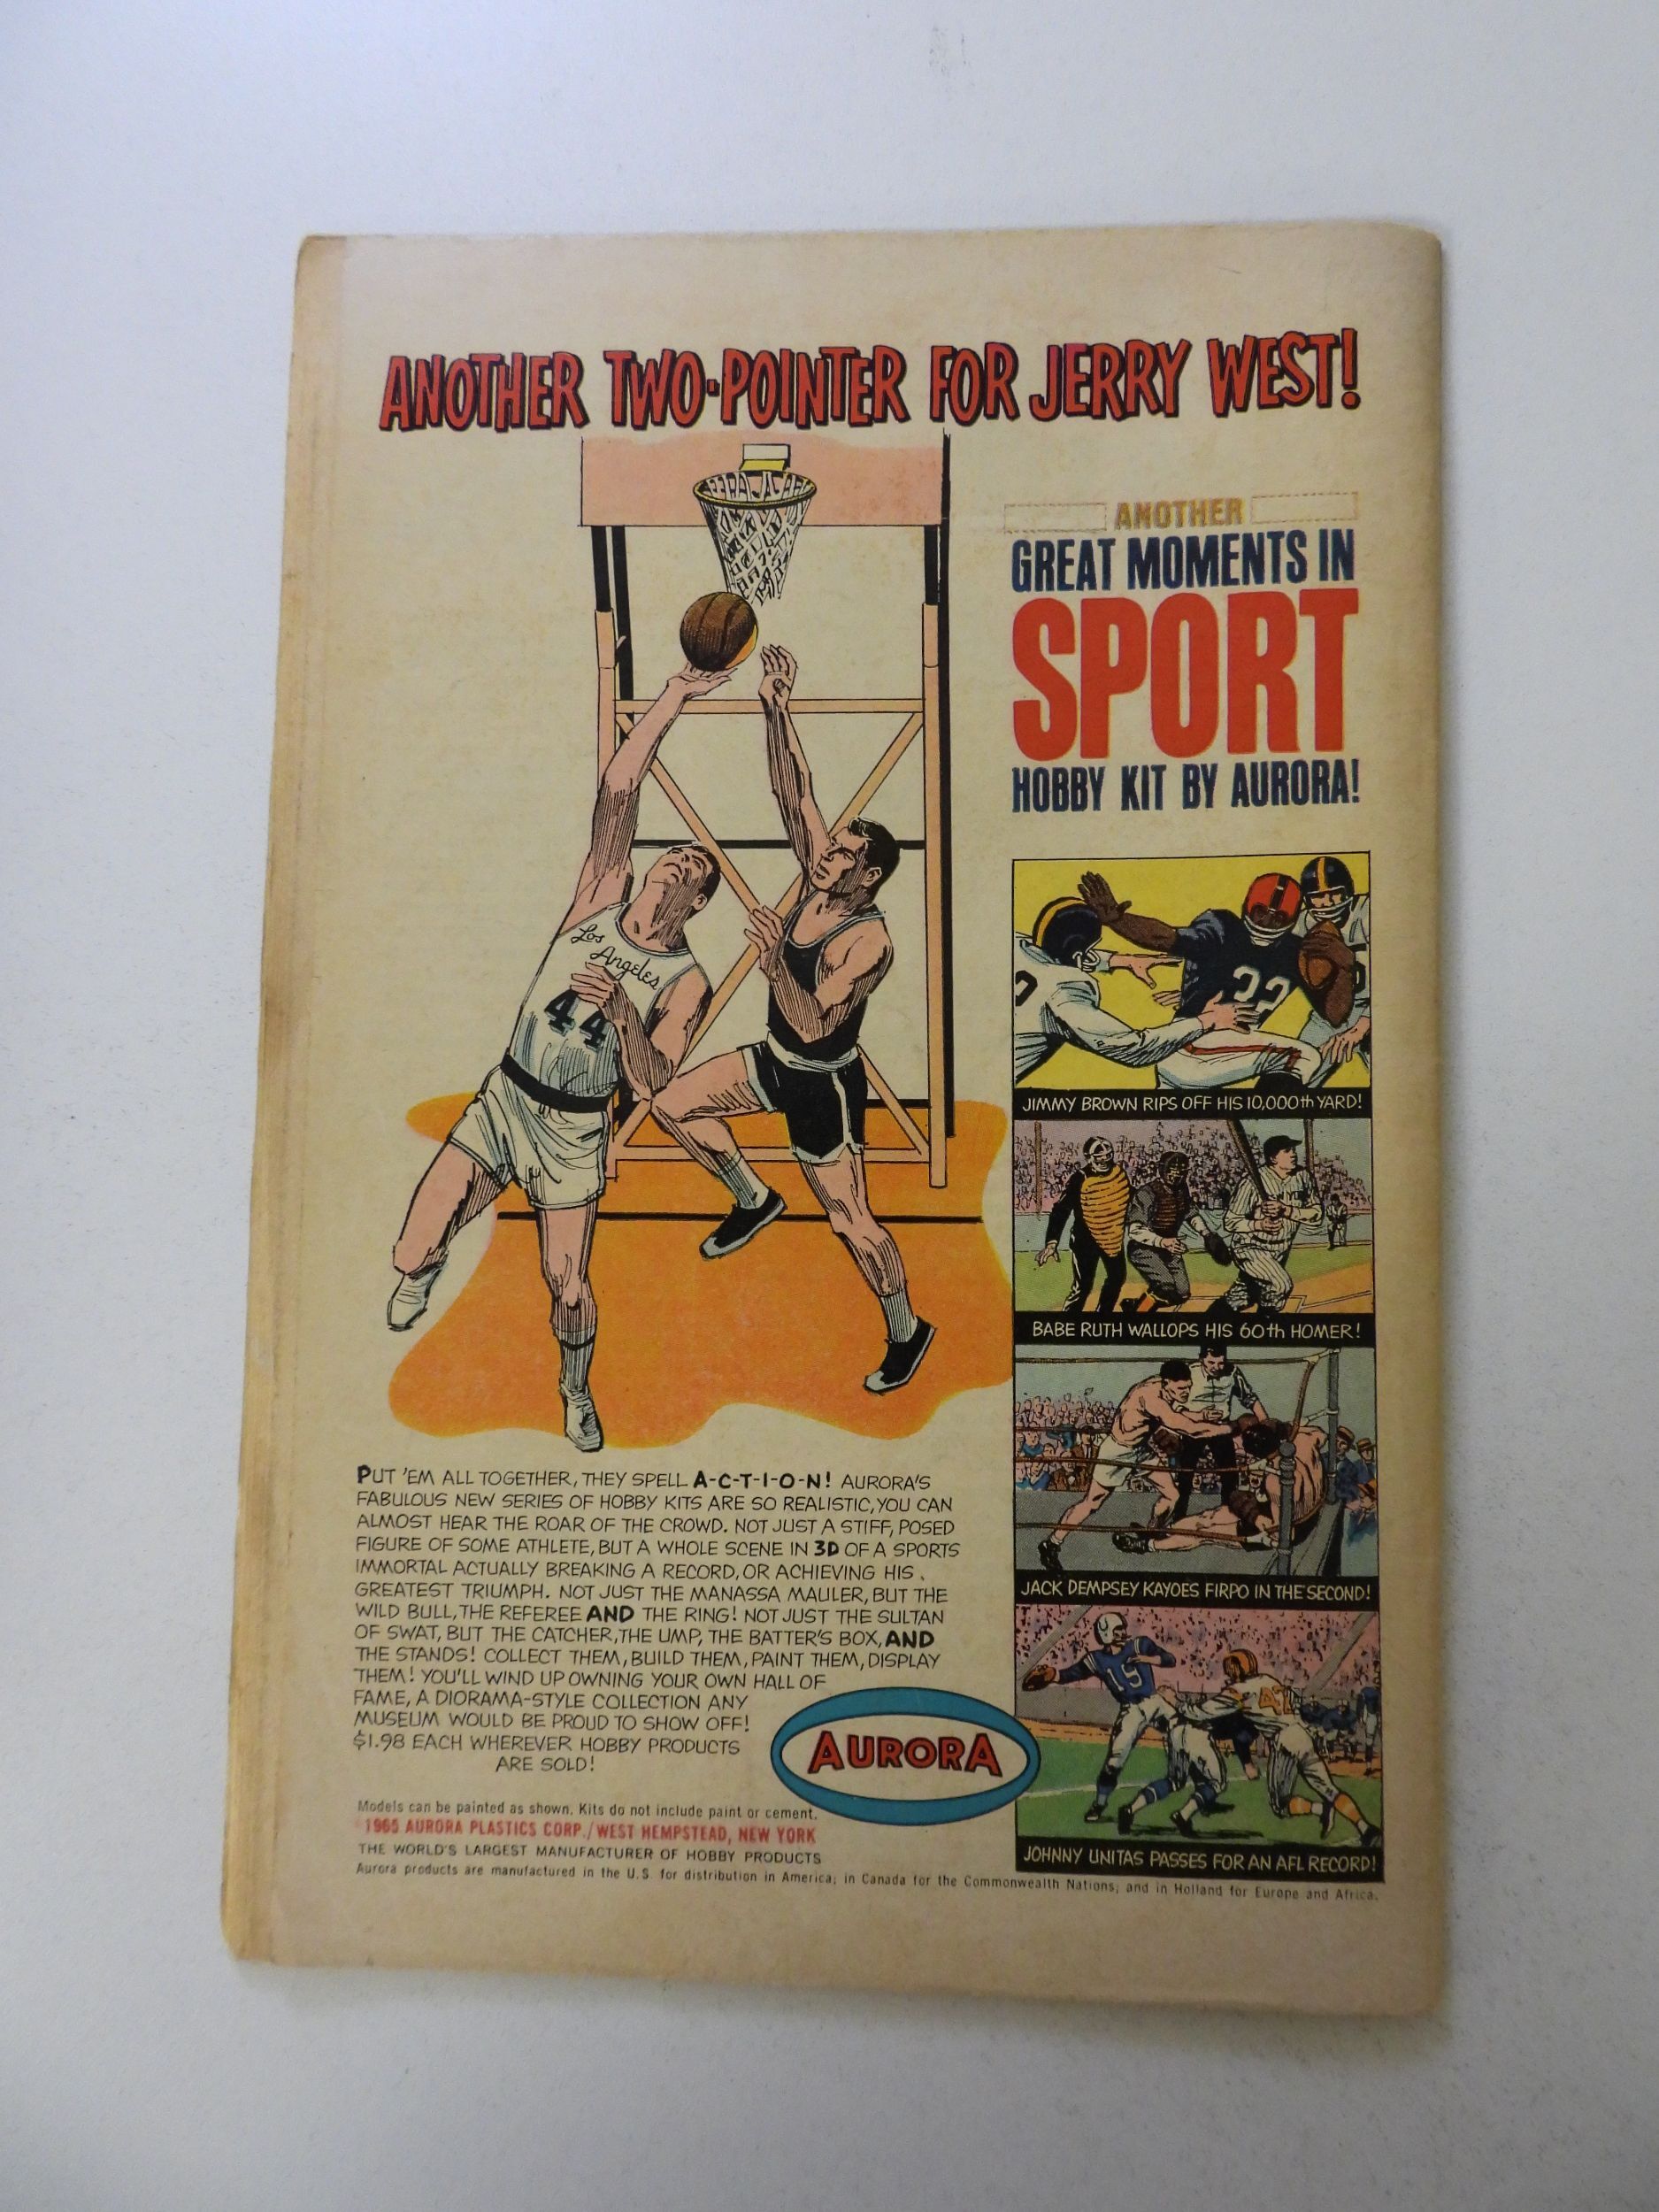 ANOTHER TWO-POINTER FOR JERRY WEST!
ANOTHER
GREAT MOMENTS IN
SPORT
HOBBY KIT BY AURORA!
Los
Angeles
44
32
JIMMY BROWN RIPS OFF HIS 10,000th YARD!
NEW YORK
BABE RUTH WALLOPS HIS 60th HOMER!
JACK DEMPSEY KAYOES FIRPO IN THE SECOND!
19
JOHNNY UNITAS PASSES FOR AN AFL RECORD!
PUT 'EM ALL TOGETHER, THEY SPELL A-C-T-I-O-N! AURORA'S
FABULOUS NEW SERIES OF HOBBY KITS ARE SO REALISTIC, YOU CAN
ALMOST HEAR THE ROAR OF THE CROWD. NOT JUST A STIFF, POSED
FIGURE OF SOME ATHLETE, BUT A WHOLE SCENE IN 3D OF A SPORTS
IMMORTAL ACTUALLY BREAKING A RECORD, OR ACHIEVING HIS
GREATEST TRIUMPH. NOT JUST THE MANASSA MAULER, BUT THE
WILD BULL, THE REFEREE AND THE RING! NOT JUST THE SULTAN
OF SWAT, BUT THE CATCHER, THE UMP, THE BATTER'S BOX, AND
THE STANDS! COLLECT THEM, BUILD THEM, PAINT THEM, DISPLAY
THEM! YOU'LL WIND UP OWNING YOUR OWN HALL OF
FAME, A DIORAMA-STYLE COLLECTION ANY
MUSEUM WOULD BE PROUD TO SHOW OFF!
$1.98 EACH WHEREVER HOBBY PRODUCTS
ARE SOLD!
AURORA
Models can be painted as shown. Kits do not include paint or cement.
1965 AURORA PLASTICS CORP./WEST HEMPSTEAD, NEW YORK
THE WORLD'S LARGEST MANUFACTURER OF HOBBY PRODUCTS
Aurora products are manufactured in the U.S. for distribution in America; in Canada for the Commonwealth Nations; and in Holland for Europe and Africa.